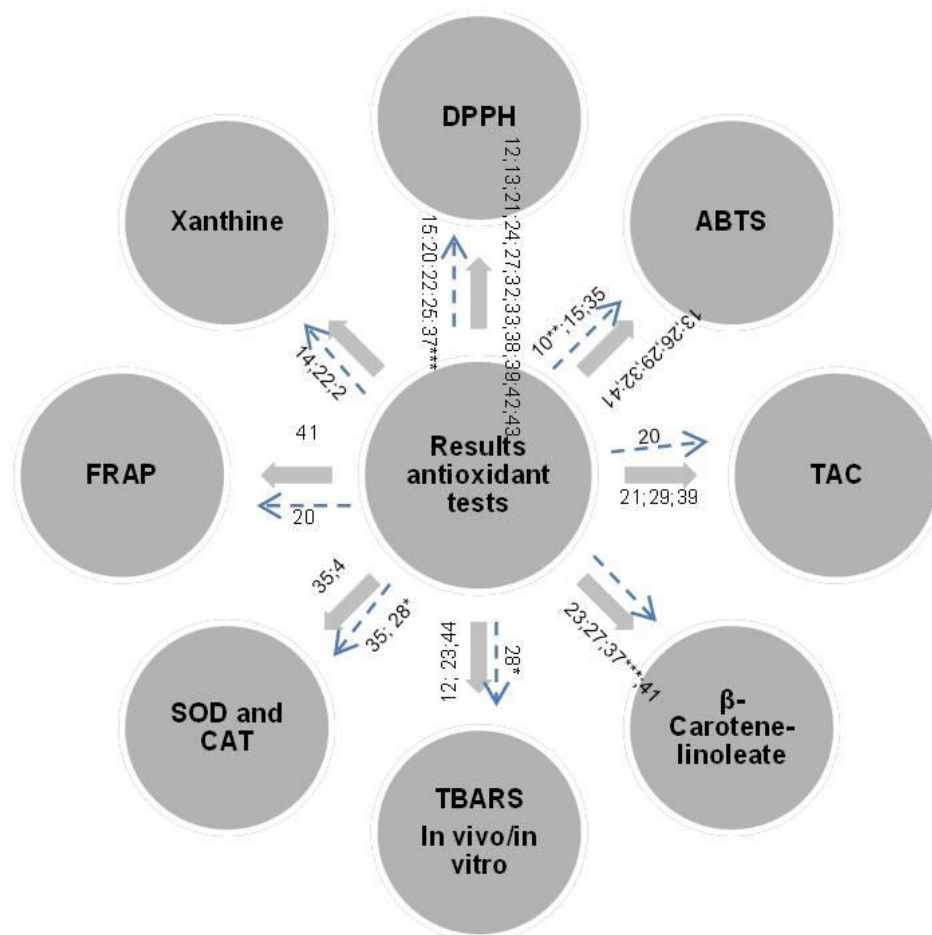 DPPH
12;13;21;24;27;32;33;38;39;42;43
15:20:22:25:37***
Xanthine
ABTS
10**;15;35
13;26;29;32;41
14;22;2
41
FRAP
20
Results
antioxidant
tests
20
21;29;39
TAC
35;4
35; 28*
12; 23;44
28*
23;27;37***;41
SOD and
CAT
β-
Carotene-
linoleate
TBARS
In vivo/in
vitro